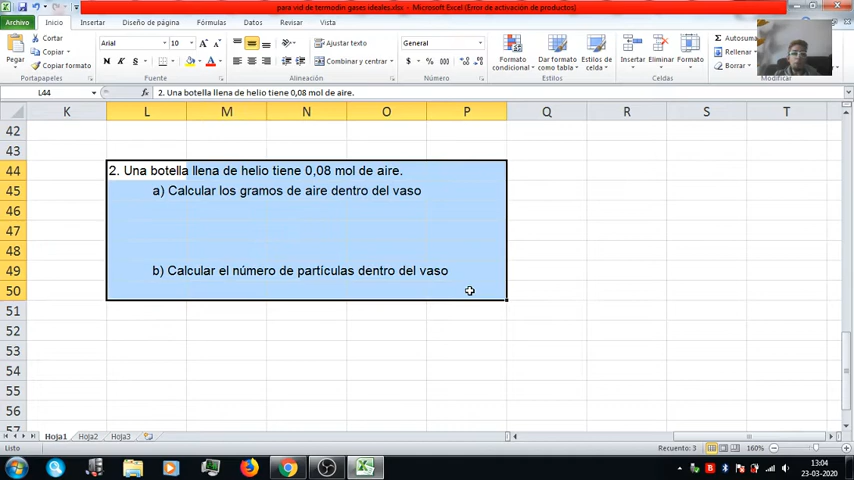 para vid de termodin gases ideales.xlsx - Microsoft Excel (Error de activación de productos)
Archivo Inicio Insertar Diseño de página Fórmulas Datos Revisar Vista
Pegar
Cortar
Copiar
Copiar formato
Portapapeles
Arial 10
N K S
Fuente
Ajustar texto
Combinar y centrar
Alineación
General
$ % 000
Número
Formato condicional
Dar formato como tabla
Estilos de celda
Estilos
Insertar Eliminar Formato
Celdas
Autosuma
Rellenar
Borrar
L44 fx 2. Una botella llena de helio tiene 0,08 mol de aire.
K L M N O P Q R S T
42
43
44 2. Una botella llena de helio tiene 0,08 mol de aire.
45 a) Calcular los gramos de aire dentro del vaso
46
47
48
49 b) Calcular el número de partículas dentro del vaso
50
51
52
53
54
55
56
57
Hoja1 Hoja2 Hoja3
Listo Recuento: 3 160%
13:04
23-03-2020